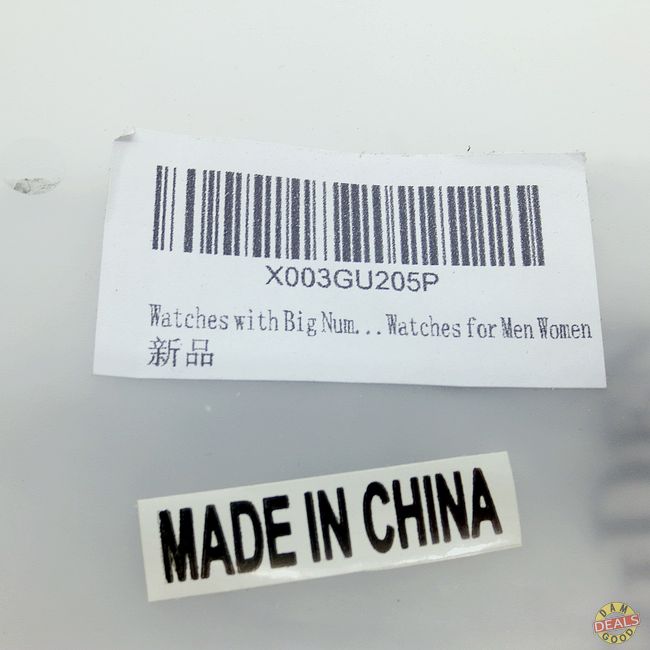 X003GU205P
Watches with Big Num...Watches for Men Women
新品
MADE IN CHINA
DAM
DEALS
GOOD